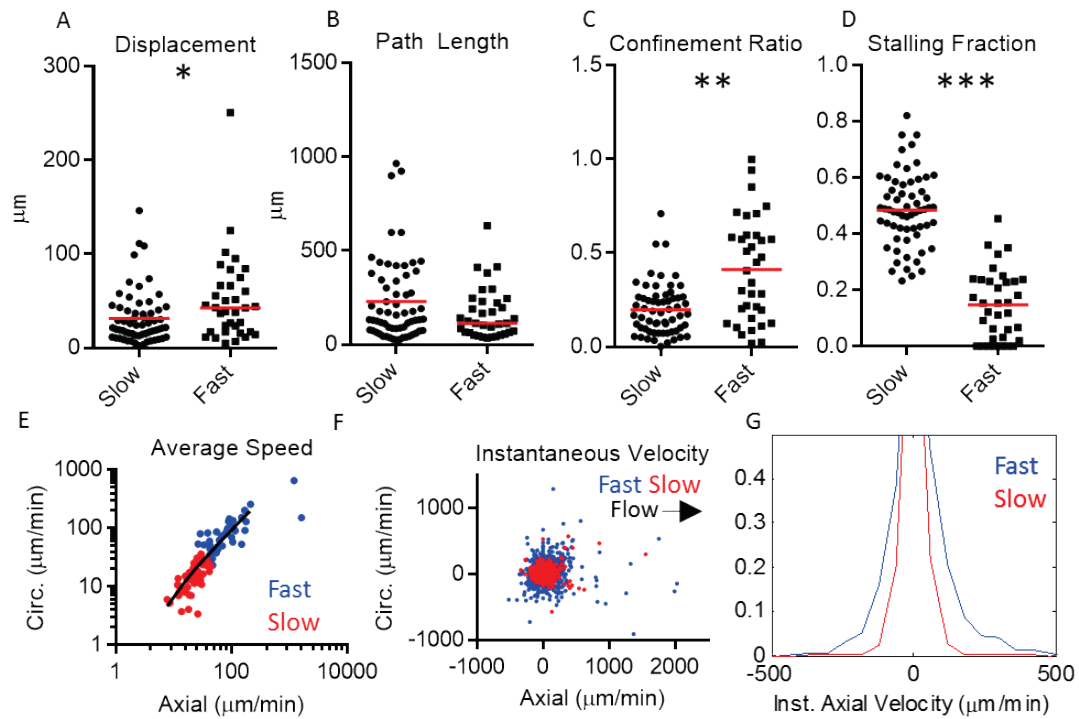 A
Displacement
*
300
200
100
0
μm
Slow
Fast
B
Path Length
1500
1000
500
0
μm
Slow
Fast
C
Confinement Ratio
**
1.5
1.0
0.5
0.0
Slow
Fast
D
Stalling Fraction
***
1.0
0.8
0.6
0.4
0.2
0.0
Slow
Fast
E
Average Speed
1000
100
10
1
Circ. (μm/min)
Fast
Slow
1
100
10000
Axial (μm/min)
F
Instantaneous Velocity
Fast Slow
Flow
1000
0
-1000
Circ. (μm/min)
-1000
0
1000
2000
Axial (μm/min)
G
Fast
Slow
0.4
0.3
0.2
0.1
0
-500
0
500
Inst. Axial Velocity (μm/min)